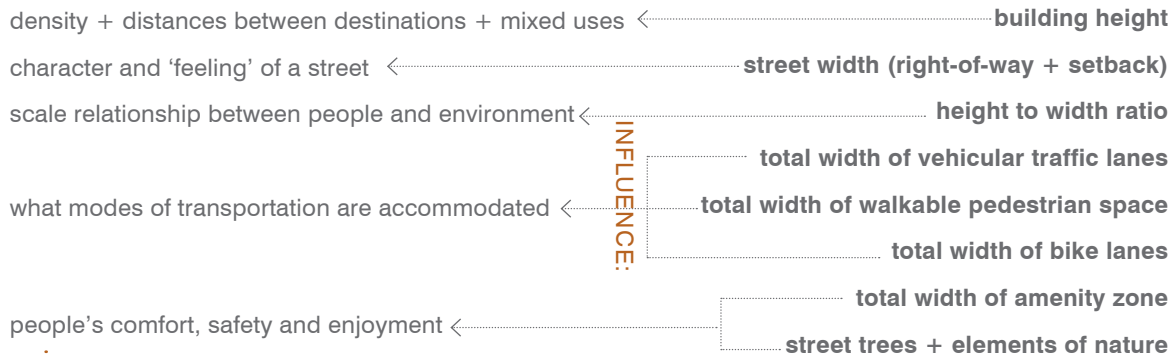 density + distances between destinations + mixed uses building height
character and ‘feeling’ of a street street width (right-of-way + setback)
scale relationship between people and environment height to width ratio
INFLUENCE:
total width of vehicular traffic lanes
what modes of transportation are accommodated total width of walkable pedestrian space
total width of bike lanes
total width of amenity zone
people’s comfort, safety and enjoyment
street trees + elements of nature